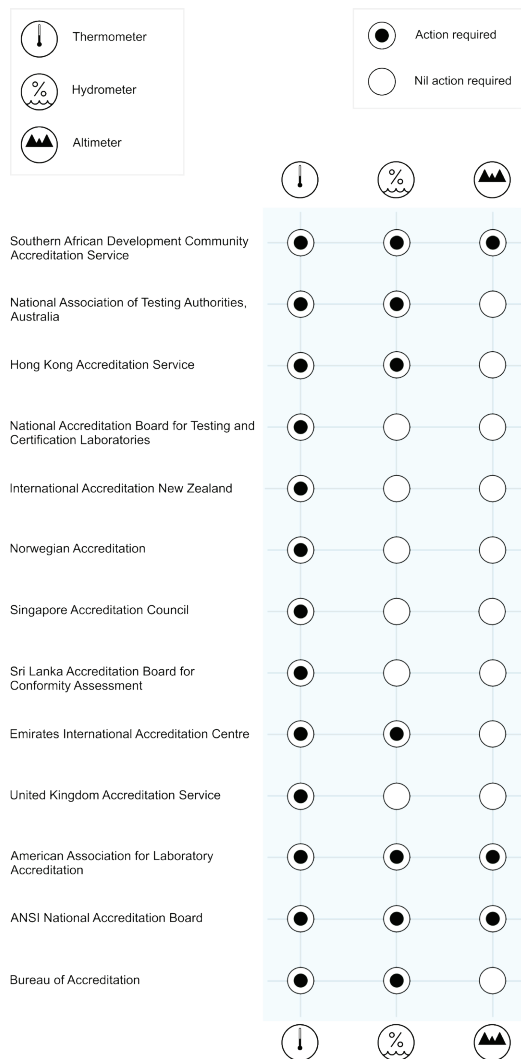 Thermometer
Hydrometer
Altimeter
Action required
Nil action required
%
%
Southern African Development Community
Accreditation Service
National Association of Testing Authorities,
Australia
Hong Kong Accreditation Service
National Accreditation Board for Testing and
Certification Laboratories
International Accreditation New Zealand
Norwegian Accreditation
Singapore Accreditation Council
Sri Lanka Accreditation Board for
Conformity Assessment
Emirates International Accreditation Centre
United Kingdom Accreditation Service
American Association for Laboratory
Accreditation
ANSI National Accreditation Board
Bureau of Accreditation
%